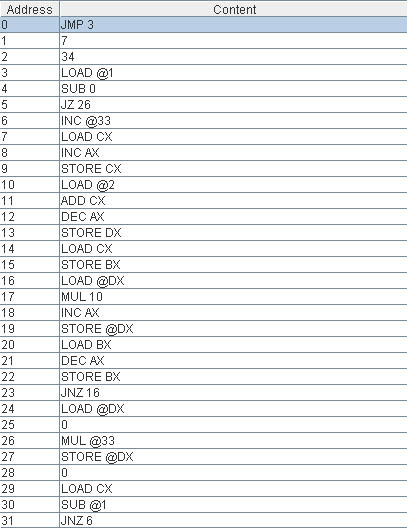 Address Content
0 JMP 3
1 7
2 34
3 LOAD @1
4 SUB 0
5 JZ 26
6 INC @33
7 LOAD CX
8 INC AX
9 STORE CX
10 LOAD @2
11 ADD CX
12 DEC AX
13 STORE DX
14 LOAD CX
15 STORE BX
16 LOAD @DX
17 MUL 10
18 INC AX
19 STORE @DX
20 LOAD BX
21 DEC AX
22 STORE BX
23 JNZ 16
24 LOAD @DX
25 0
26 MUL @33
27 STORE @DX
28 0
29 LOAD CX
30 SUB @1
31 JNZ 6